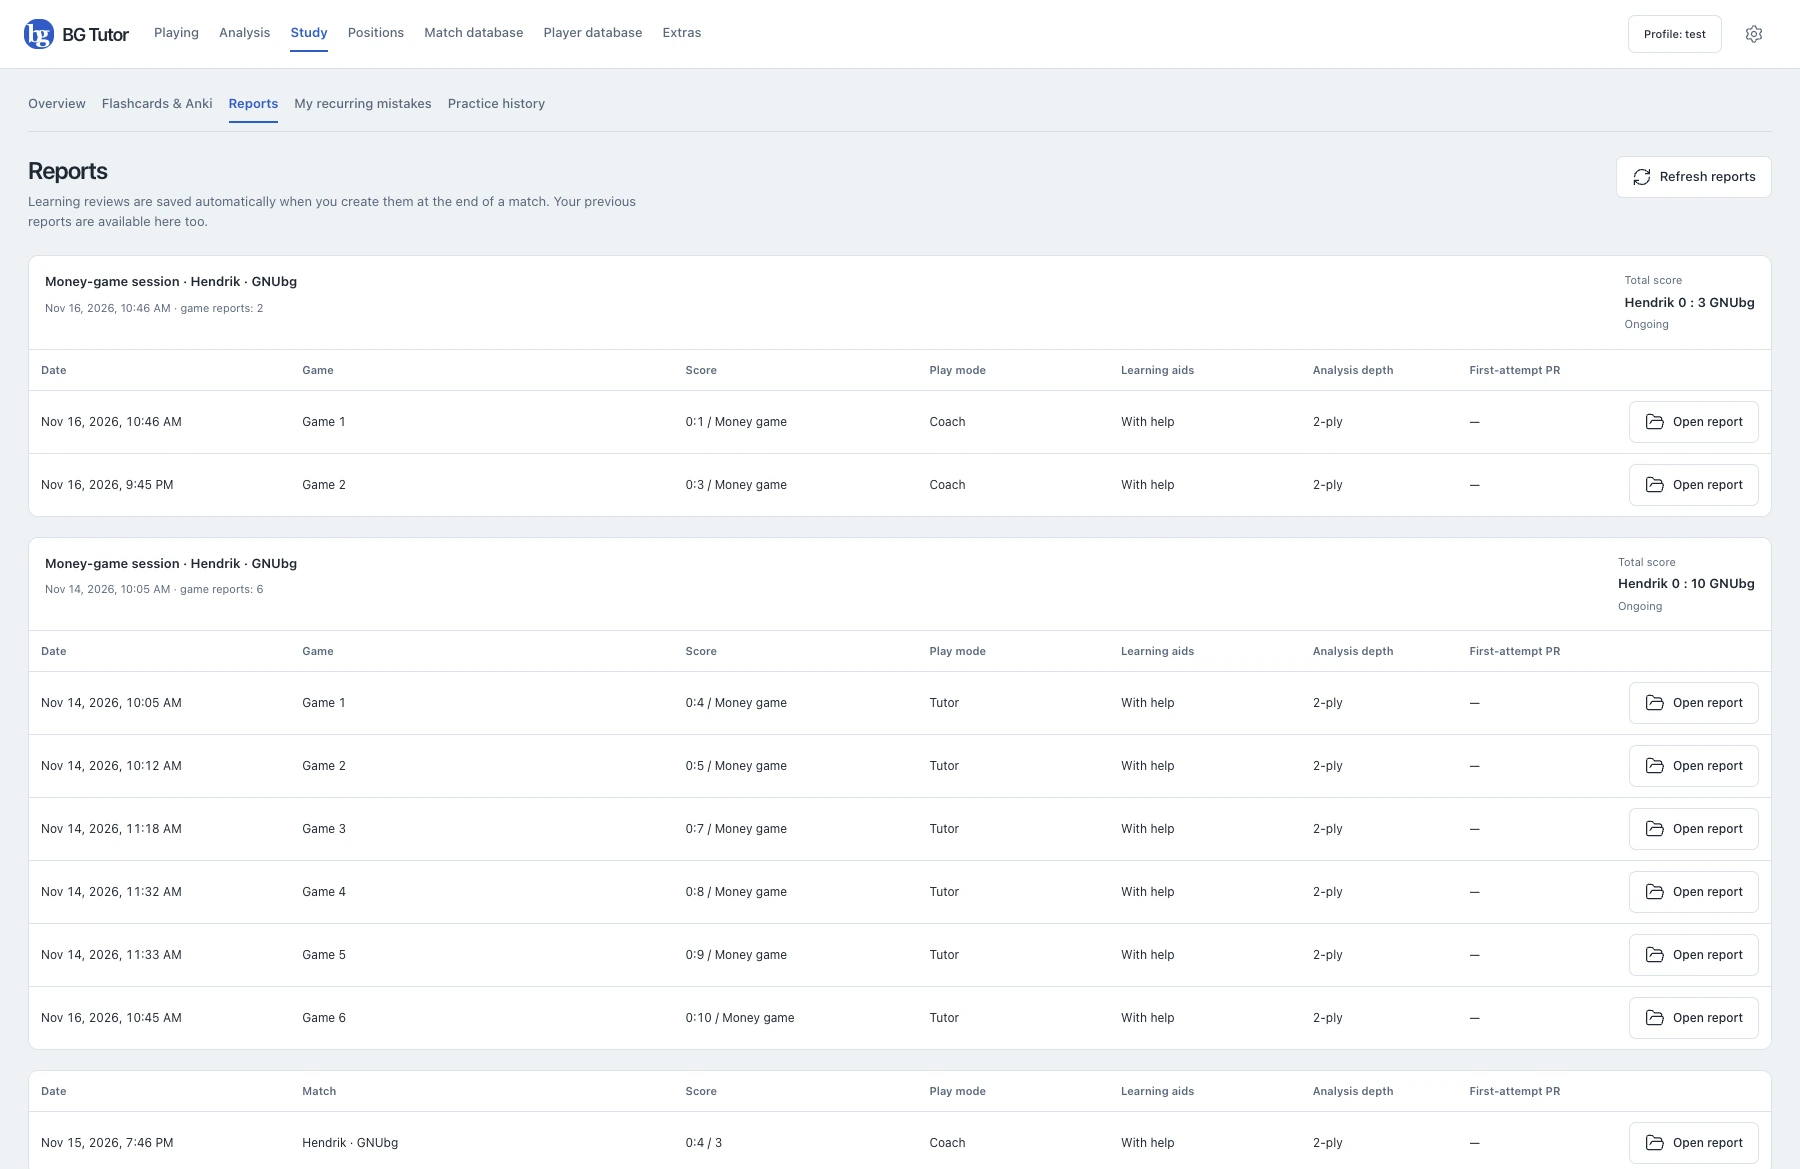 bg BG Tutor Playing Analysis Study Positions Match database Player database Extras Profile: test
Overview Flashcards & Anki Reports My recurring mistakes Practice history
Reports
Refresh reports
Learning reviews are saved automatically when you create them at the end of a match. Your previous
reports are available here too.
Money-game session · Hendrik · GNUbg
Nov 16, 2026, 10:46 AM · game reports: 2
Total score
Hendrik 0 : 3 GNUbg
Ongoing
Date Game Score Play mode Learning aids Analysis depth First-attempt PR
Nov 16, 2026, 10:46 AM Game 1 0:1 / Money game Coach With help 2-ply — Open report
Nov 16, 2026, 9:45 PM Game 2 0:3 / Money game Coach With help 2-ply — Open report
Money-game session · Hendrik · GNUbg
Nov 14, 2026, 10:05 AM · game reports: 6
Total score
Hendrik 0 : 10 GNUbg
Ongoing
Date Game Score Play mode Learning aids Analysis depth First-attempt PR
Nov 14, 2026, 10:05 AM Game 1 0:4 / Money game Tutor With help 2-ply — Open report
Nov 14, 2026, 10:12 AM Game 2 0:5 / Money game Tutor With help 2-ply — Open report
Nov 14, 2026, 11:18 AM Game 3 0:7 / Money game Tutor With help 2-ply — Open report
Nov 14, 2026, 11:32 AM Game 4 0:8 / Money game Tutor With help 2-ply — Open report
Nov 14, 2026, 11:33 AM Game 5 0:9 / Money game Tutor With help 2-ply — Open report
Nov 16, 2026, 10:45 AM Game 6 0:10 / Money game Tutor With help 2-ply — Open report
Date Match Score Play mode Learning aids Analysis depth First-attempt PR
Nov 15, 2026, 7:46 PM Hendrik · GNUbg 0:4 / 3 Coach With help 2-ply — Open report